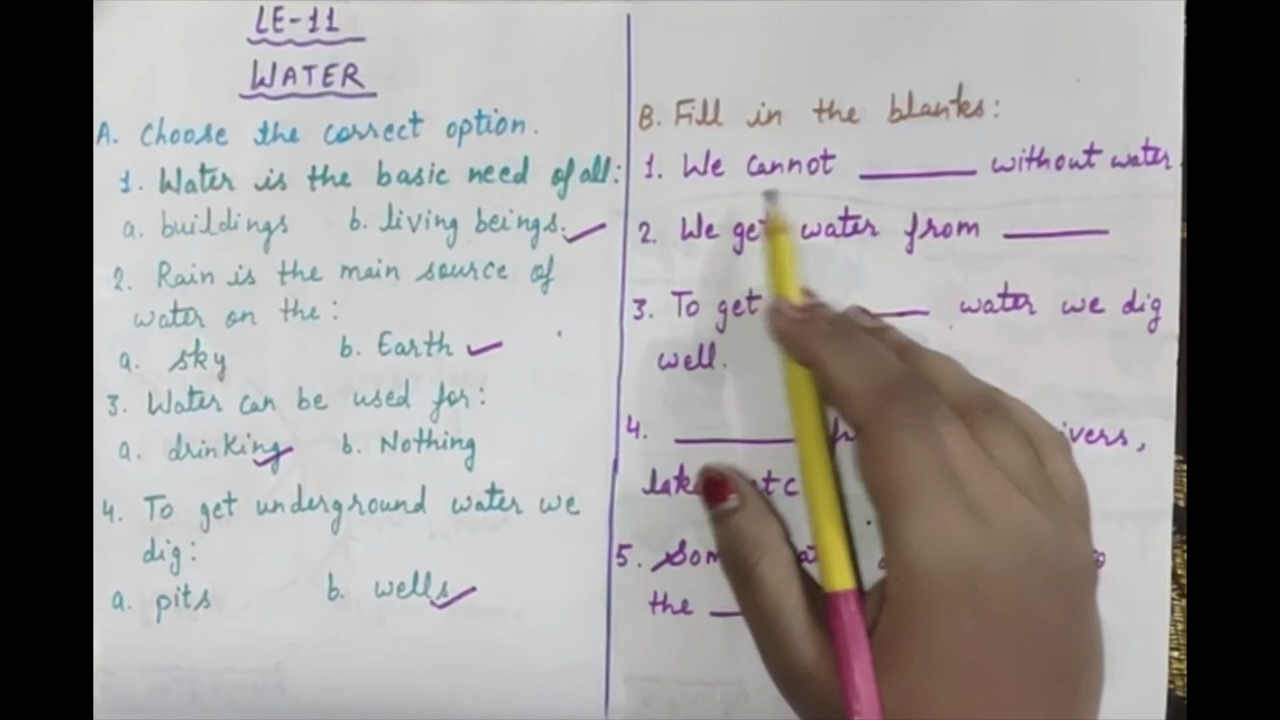 LE-11
WATER
A. Choose the correct option.
1. Water is the basic need of all:
a. buildings b. living beings.
2. Rain is the main source of
water on the:
a. sky b. Earth
3. Water can be used for:
a. drinking b. Nothing
4. To get underground water we
dig:
a. pits b. wells
B. Fill in the blanks:
1. We cannot ______ without water.
2. We get water from ______
3. To get ______ water we dig
well.
4. ______
5.
the ______